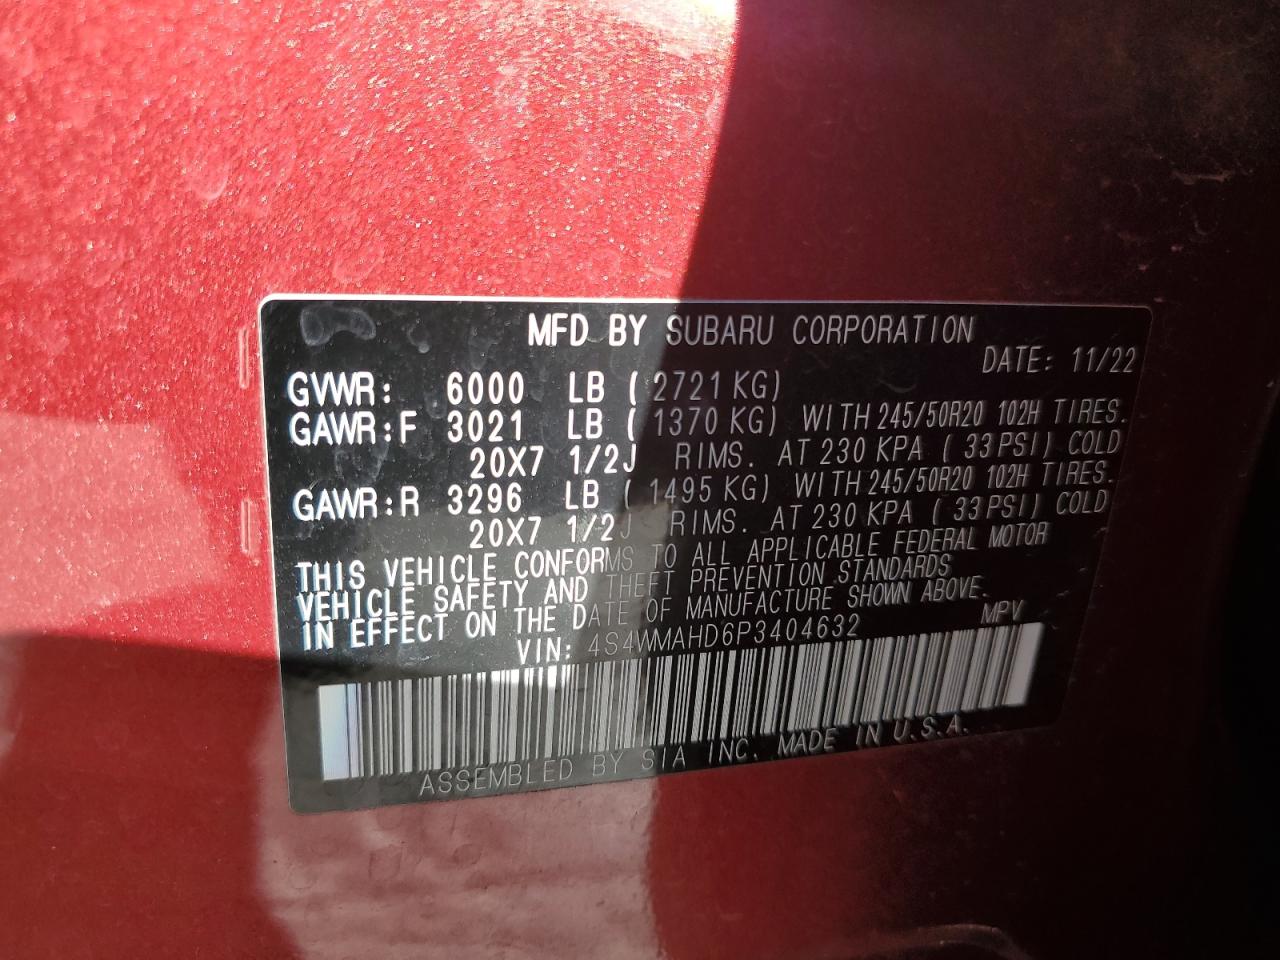 MFD BY SUBARU CORPORATION
DATE: 11/22
GVWR: 6000 LB ( 2721 KG)
GAWR:F 3021 LB ( 1370 KG) WITH 245/50R20 102H TIRES.
20X7 1/2J RIMS. AT 230 KPA ( 33 PSI) COLD
GAWR:R 3296 LB ( 1495 KG) WITH 245/50R20 102H TIRES.
20X7 1/2J RIMS. AT 230 KPA ( 33 PSI) COLD
THIS VEHICLE CONFORMS TO ALL APPLICABLE FEDERAL MOTOR
VEHICLE SAFETY AND THEFT PREVENTION STANDARDS
IN EFFECT ON THE DATE OF MANUFACTURE SHOWN ABOVE.
VIN: 4S4WMAHD6P3404632 MPV
ASSEMBLED BY SIA INC. MADE IN U.S.A.